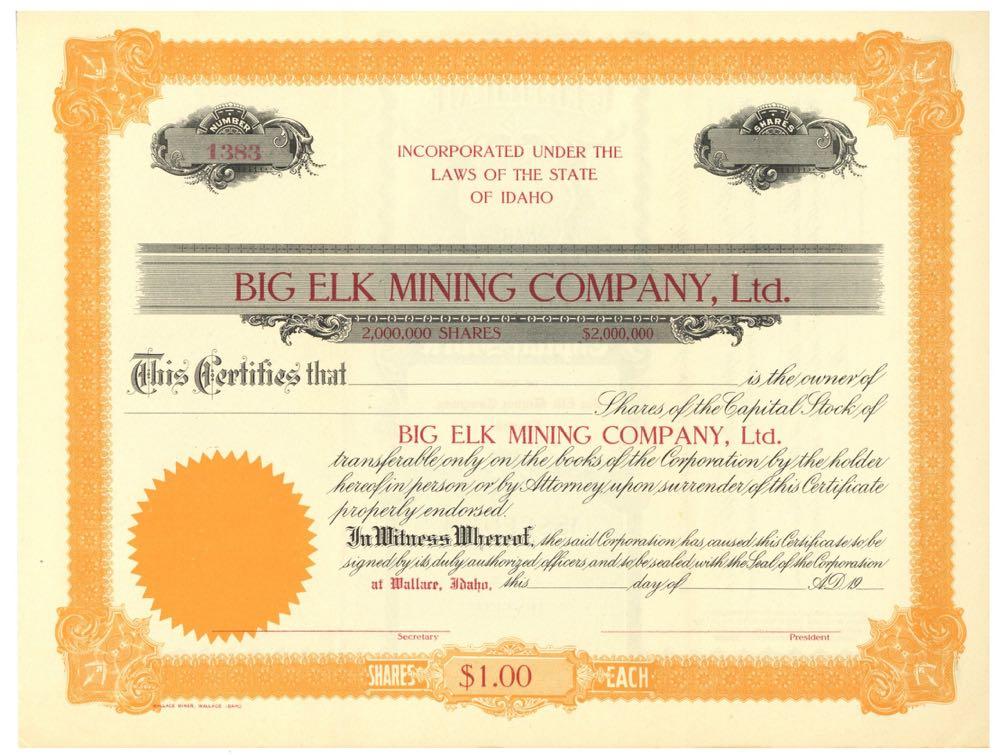 NUMBER
1383
SHARES
INCORPORATED UNDER THE
LAWS OF THE STATE
OF IDAHO
BIG ELK MINING COMPANY, Ltd.
2,000,000 SHARES $2,000,000
This Certifies that is the owner of
Shares of the Capital Stock of
BIG ELK MINING COMPANY, Ltd.
transferable only on the books of the Corporation by the holder
hereof in person or by Attorney upon surrender of this Certificate
properly endorsed.
In Witness Whereof, the said Corporation has caused this Certificate to be
signed by its duly authorized officers and to be sealed with the Seal of the Corporation
at Wallace, Idaho, this day of A.D. 19
Secretary President
SHARES $1.00 EACH
WALLACE MINER, WALLACE IDAHO